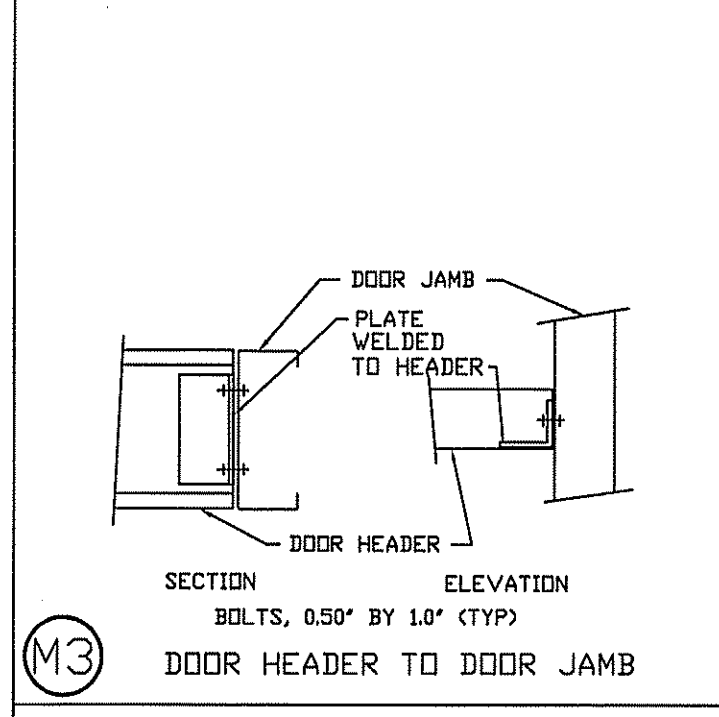 DOOR JAMB
PLATE
WELDED
TO HEADER
DOOR HEADER
SECTION
ELEVATION
BOLTS, 0.50" BY 1.0" (TYP)
M3
DOOR HEADER TO DOOR JAMB